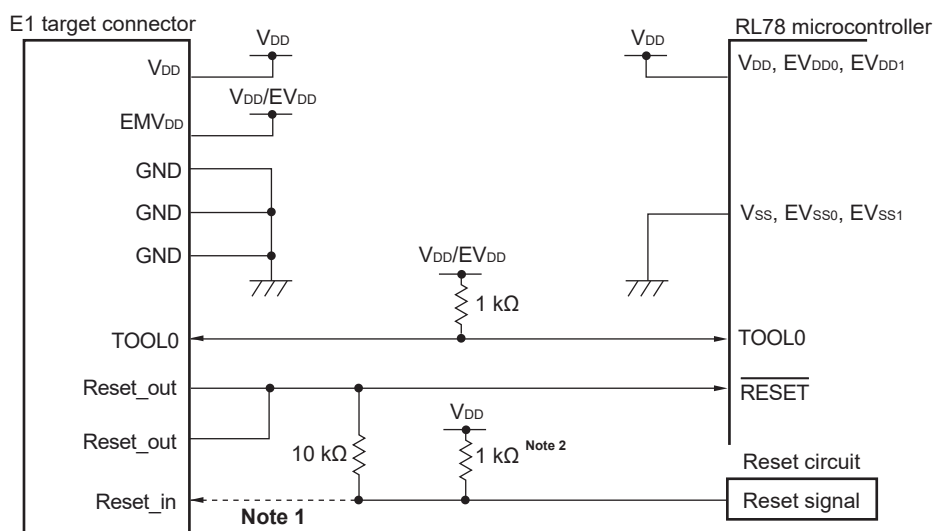 E1 target connector
RL78 microcontroller
VDD
VDD
VDD
VDD, EVDD0, EVDD1
VDD/EVDD
EMVDD
GND
GND
VSS, EVSS0, EVSS1
GND
VDD/EVDD
1 kΩ
TOOL0
TOOL0
Reset_out
RESET
VDD
Reset_out
10 kΩ
1 kΩ Note 2
Reset circuit
Reset_in
Note 1
Reset signal